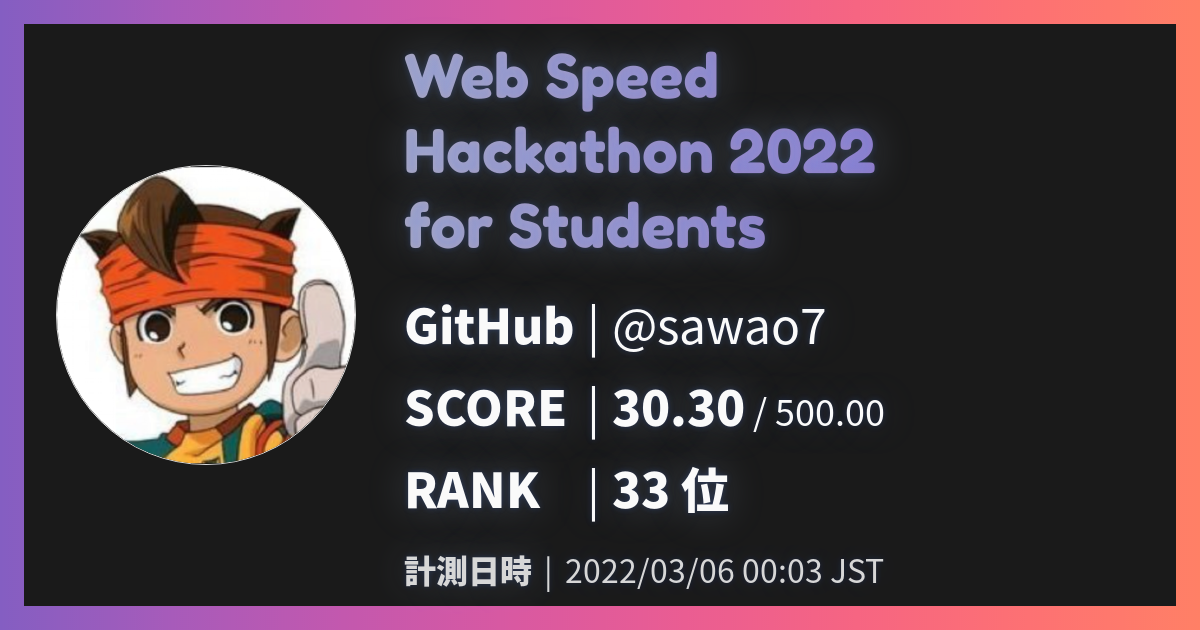 Web Speed
Hackathon 2022
for Students
GitHub | @sawao7
SCORE | 30.30 / 500.00
RANK | 33 位
計測日時 | 2022/03/06 00:03 JST